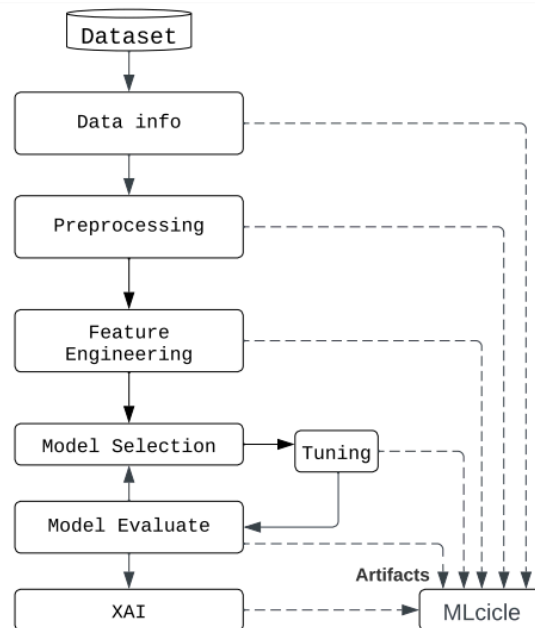 Dataset
Data info
Preprocessing
Feature
Engineering
Model Selection
Tuning
Model Evaluate
Artifacts
XAI
MLcicle